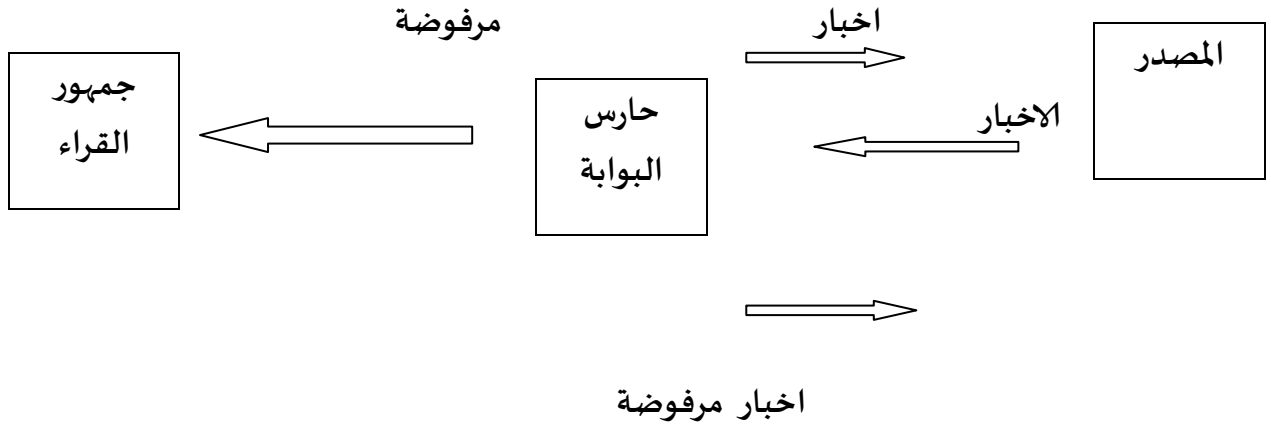 اخبار مرفوضة
المصدر
الاخبار
حارس
البوابة
جمهور
القراء
اخبار مرفوضة